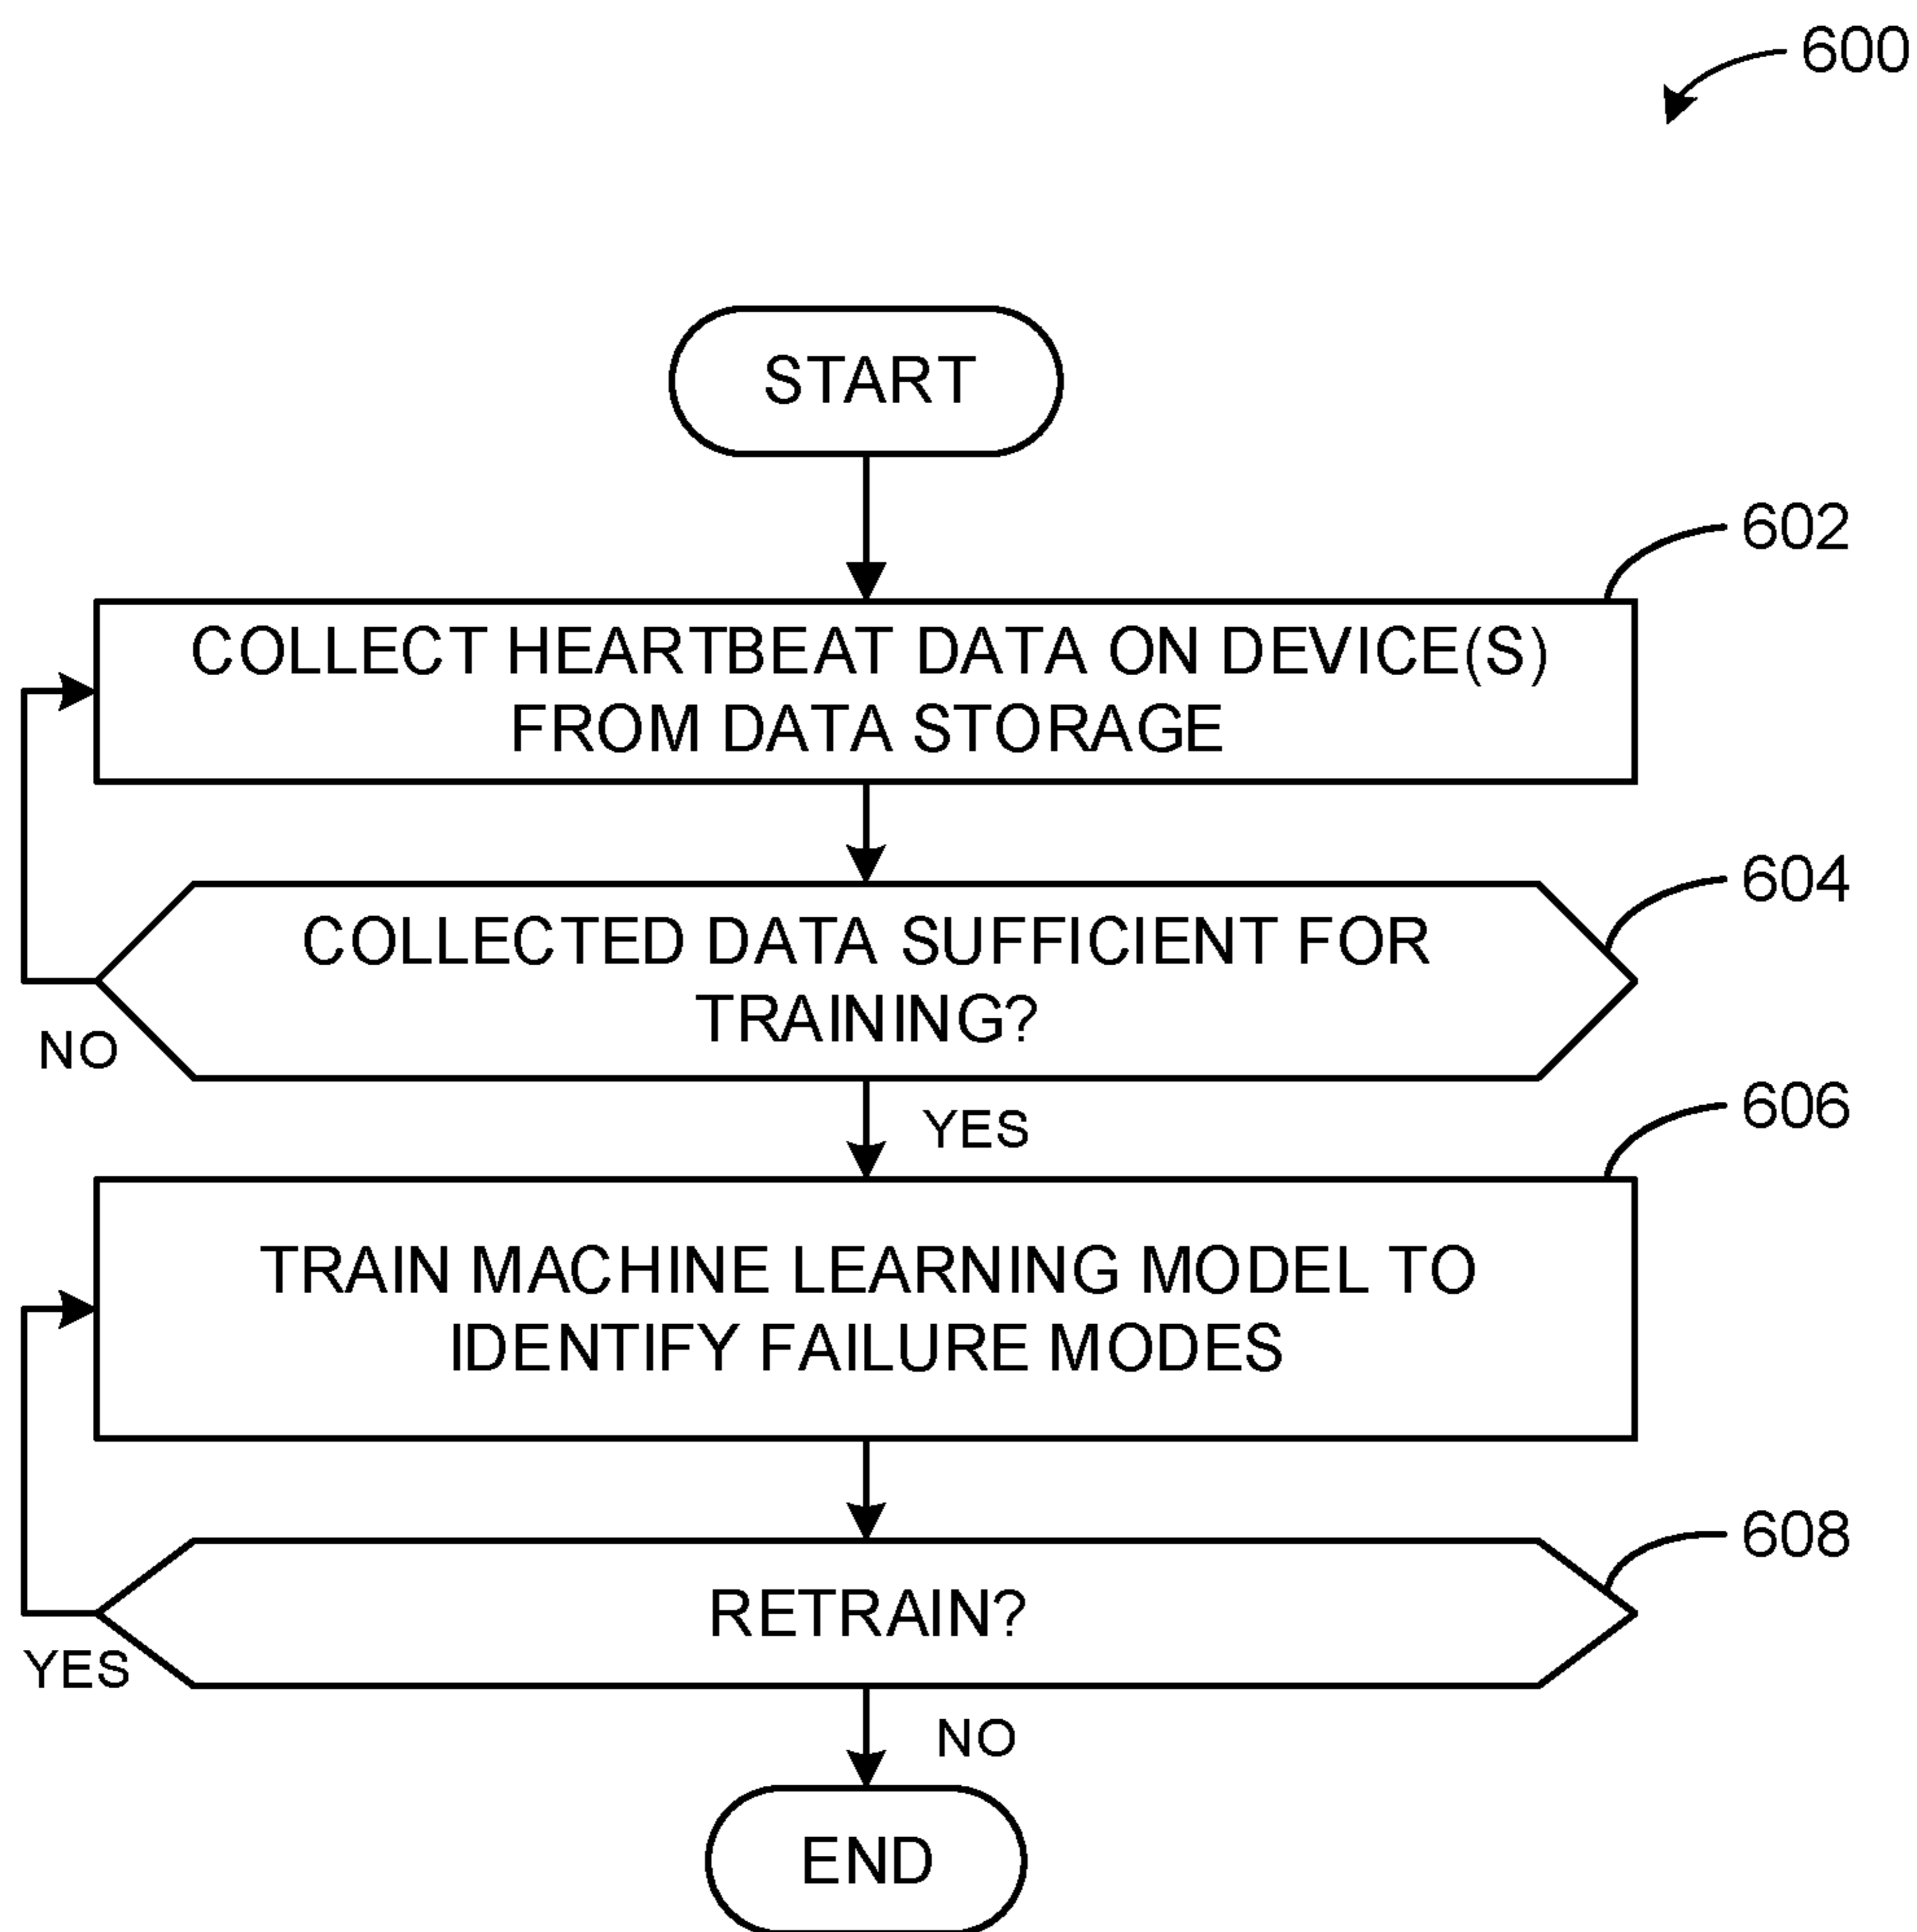 600
START
602
COLLECT HEARTBEAT DATA ON DEVICE(S)
FROM DATA STORAGE
604
COLLECTED DATA SUFFICIENT FOR
TRAINING?
NO
YES
606
TRAIN MACHINE LEARNING MODEL TO
IDENTIFY FAILURE MODES
608
RETRAIN?
YES
NO
END